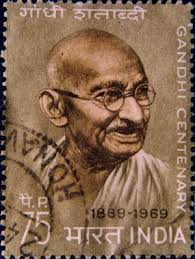 गांधी शताब्दी
GANDHI CENTENARY
1869-1969
पै. P.
75
भारत INDIA